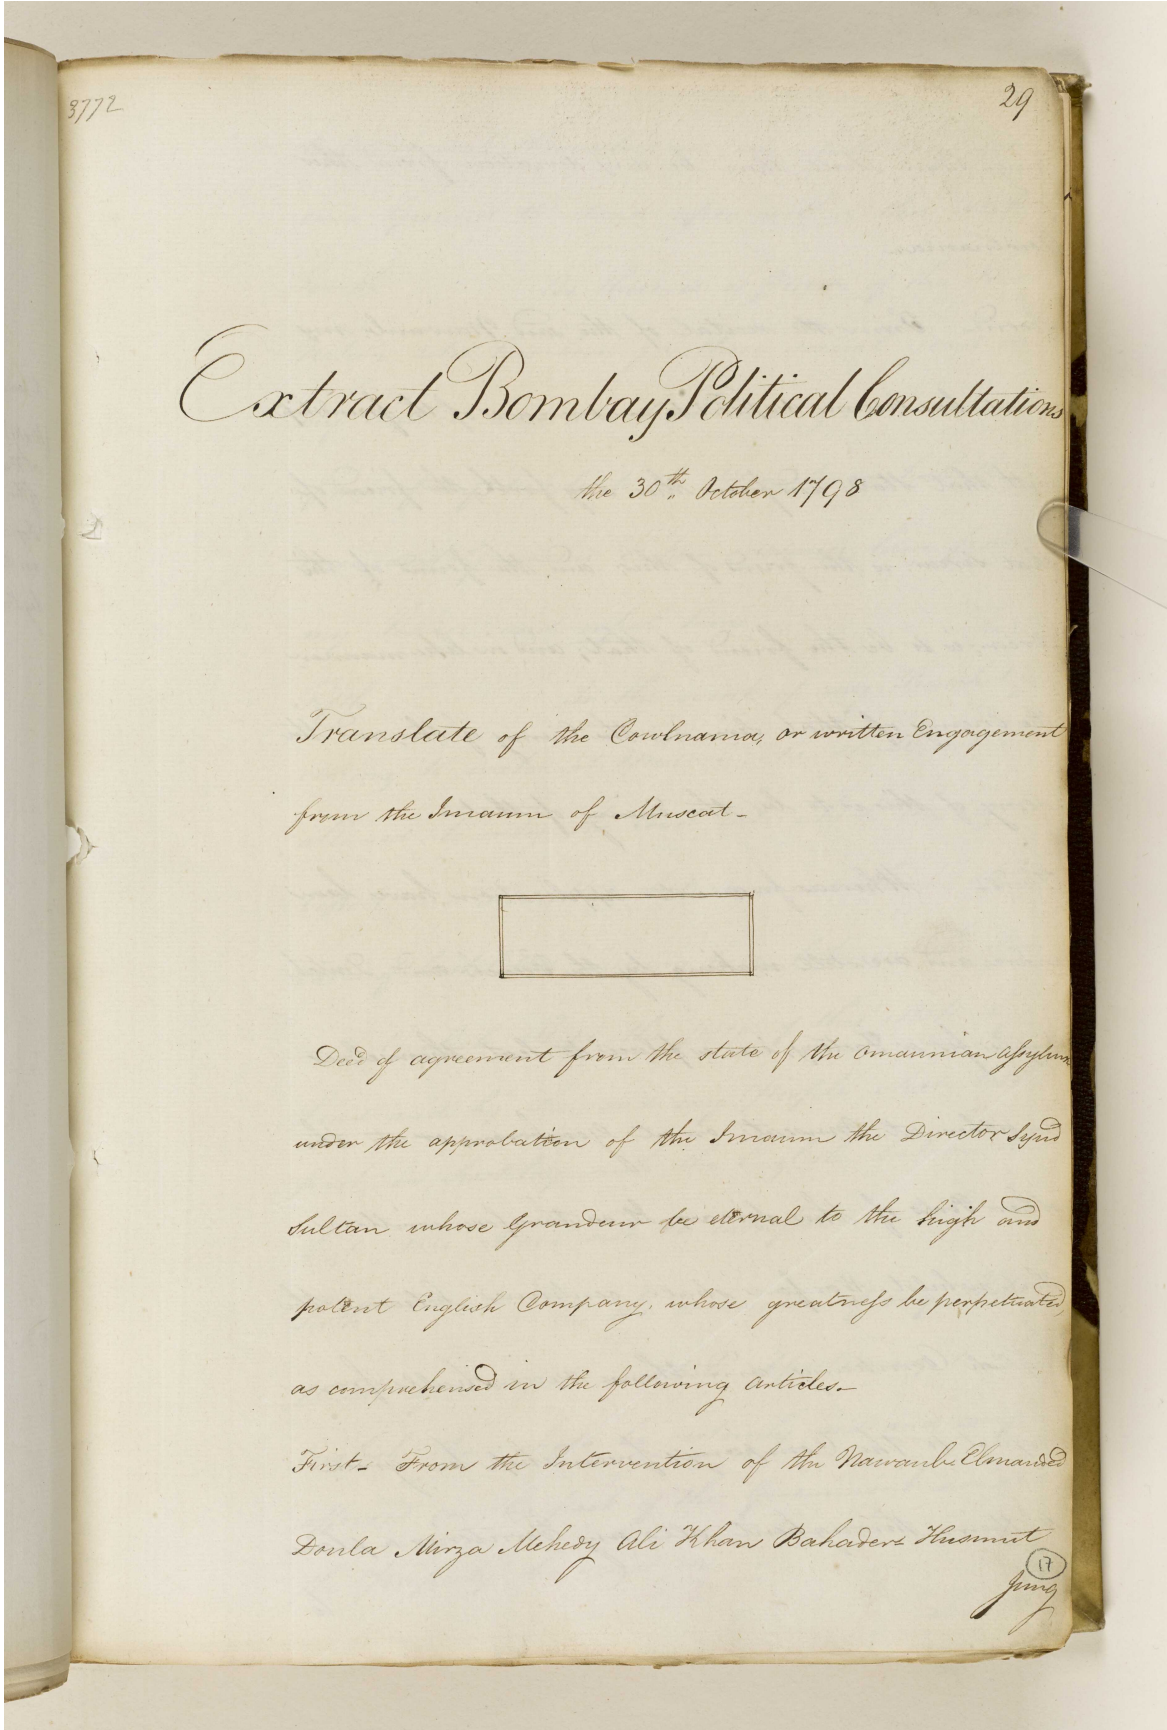 3772
29
Extract Bombay Political Consultations
the 30th October 1798
Translate of the Cowlnama, or written Engagement
from the Imaum of Muscat-
Deed of agreement from the state of the Omaunian Assylum
under the approbation of the Imaum the Director Syud
Sultan whose Grandeur be eternal to the high and
potent English Company, whose greatness be perpetuated,
as comprehensed in the following articles-
First- From the Intervention of the Nawaub Elmauded
Doula Mirza Mehedy Ali Khan Bahader Husmut
17
Jung